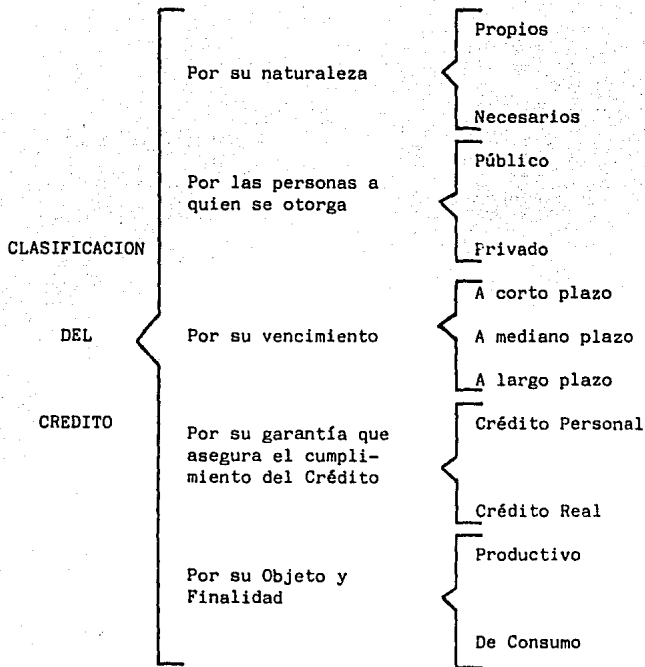 CLASIFICACION
DEL
CREDITO
Por su naturaleza
Propios
Necesarios
Por las personas a
quien se otorga
Público
Privado
Por su vencimiento
A corto plazo
A mediano plazo
A largo plazo
Por su garantía que
asegura el cumpli-
miento del Crédito
Crédito Personal
Crédito Real
Por su Objeto y
Finalidad
Productivo
De Consumo